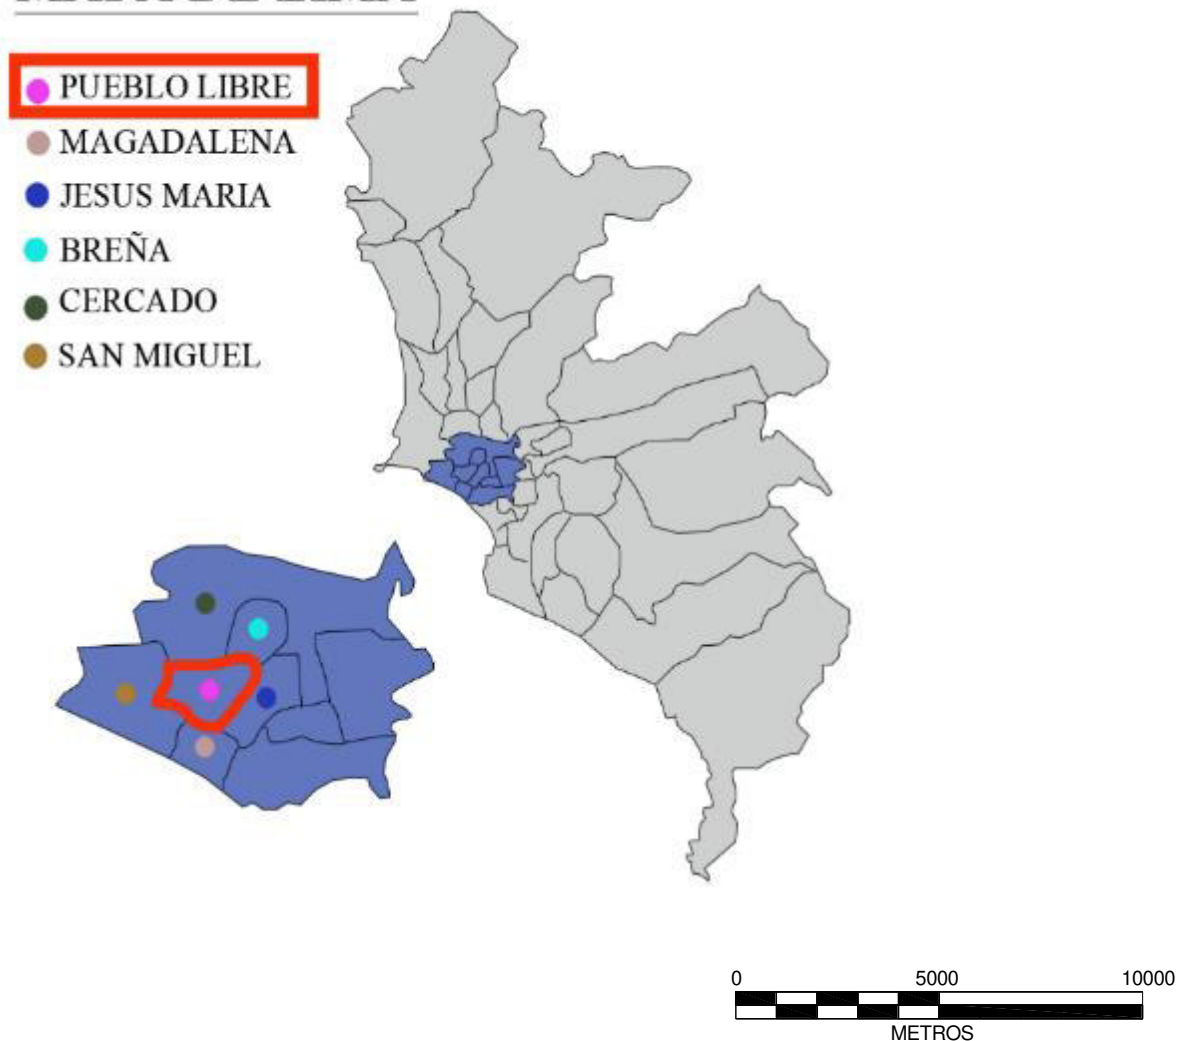 PUEBLO LIBRE
MAGADALENA
JESUS MARIA
BREÑA
CERCADO
SAN MIGUEL
0 5000 10000
METROS